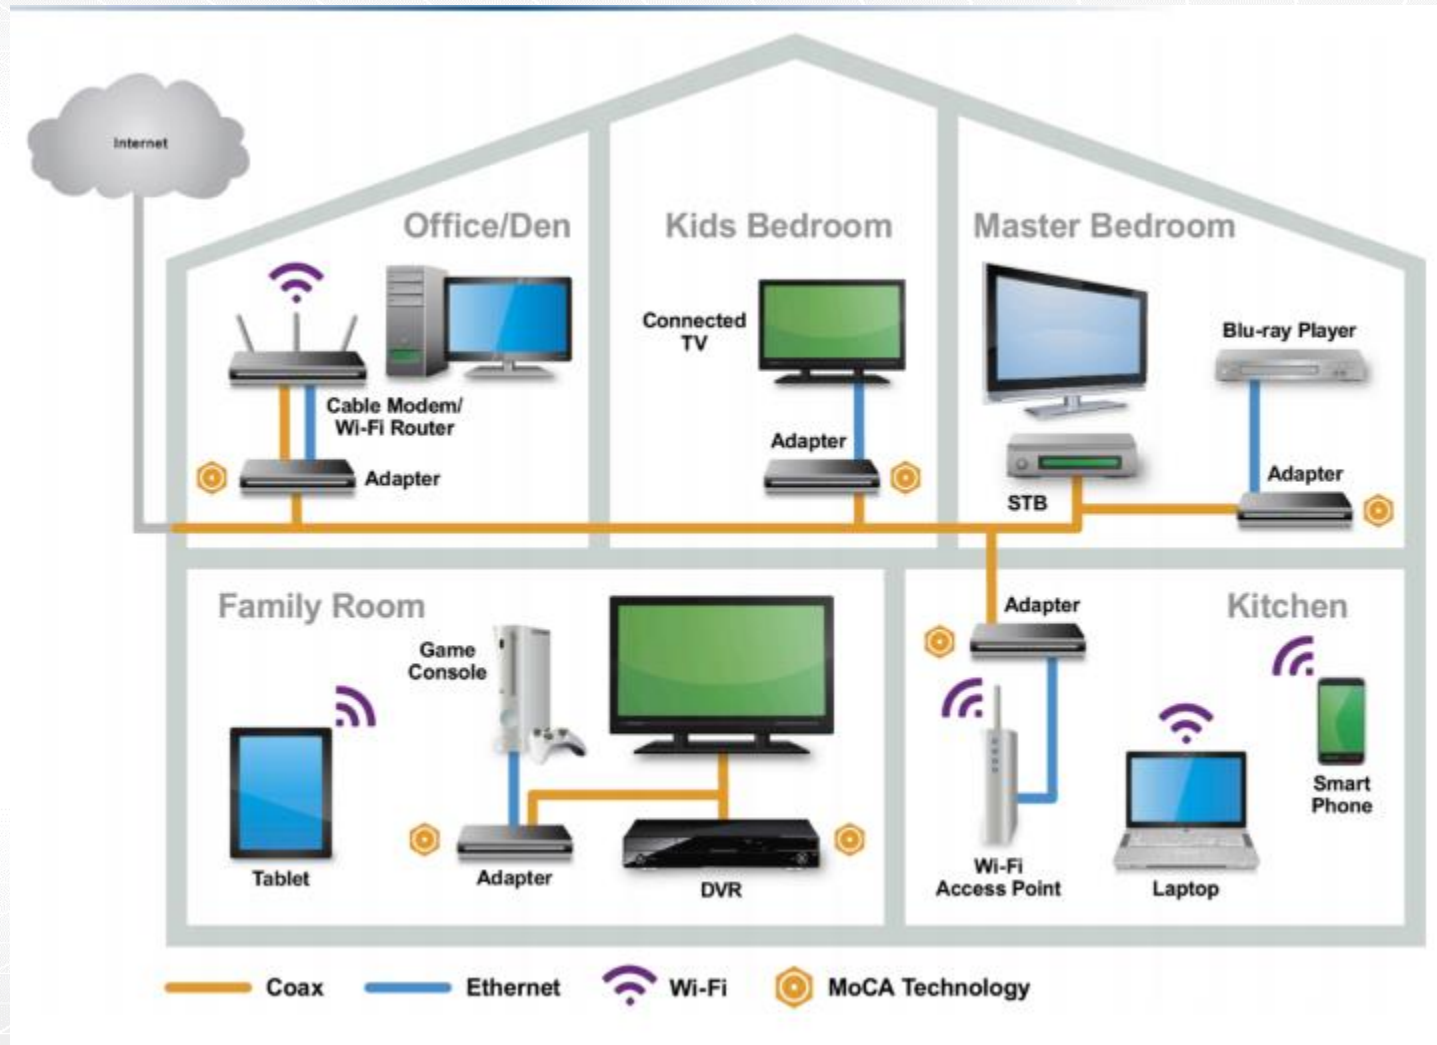 Internet
Office/Den
Kids Bedroom
Master Bedroom
Connected
TV
Blu-ray Player
Cable Modem/
Wi-Fi Router
Adapter
Adapter
STB
Adapter
Family Room
Game
Console
Adapter
Kitchen
Tablet
Adapter
DVR
Wi-Fi
Access Point
Laptop
Smart
Phone
Coax
Ethernet
Wi-Fi
MoCA Technology